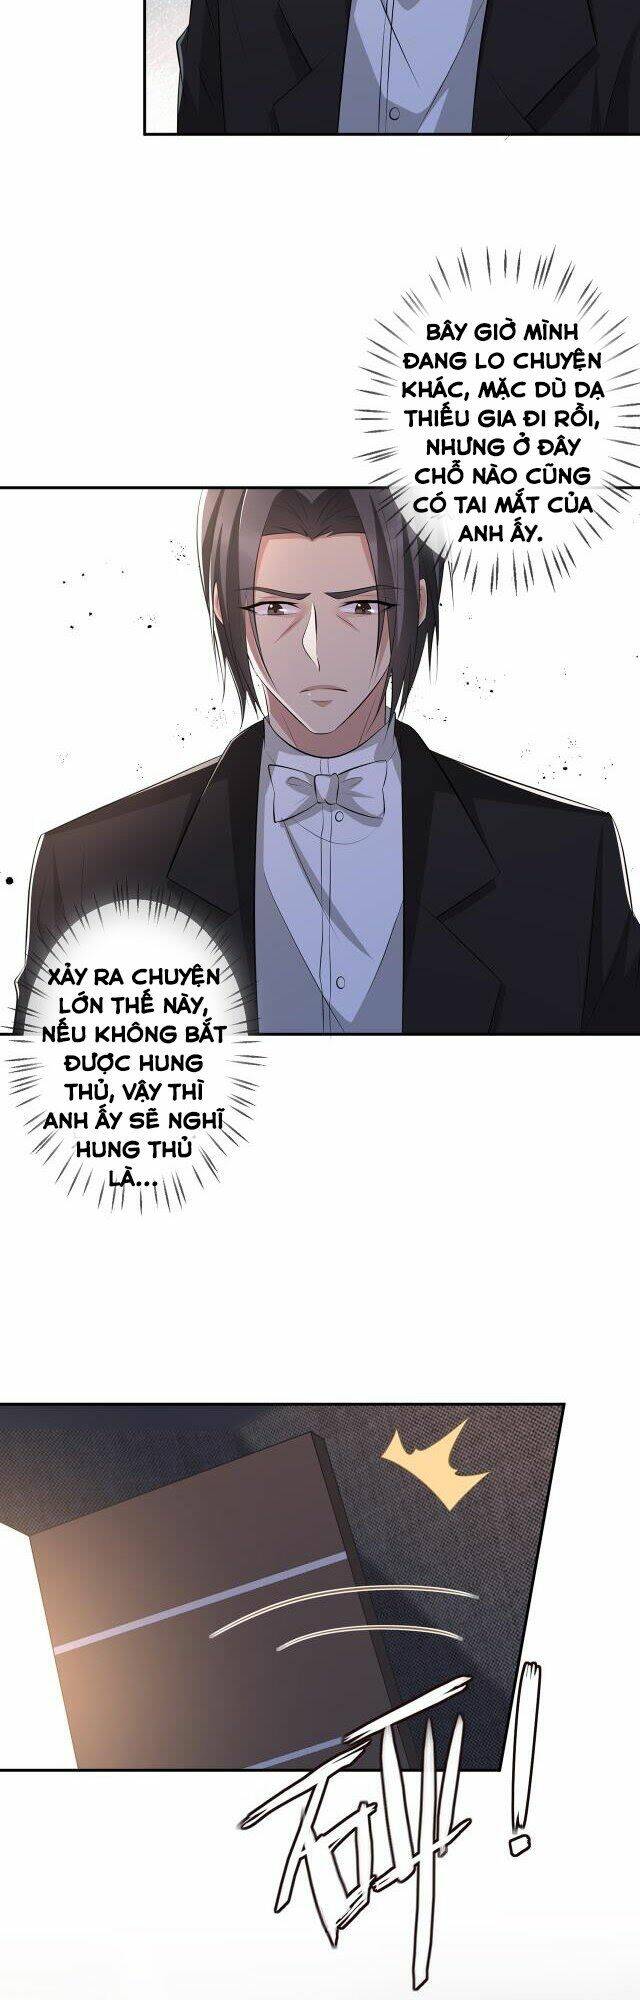 BÂY GIỜ MÌNH
ĐANG LO CHUYỆN
KHÁC, MẶC DÙ DẠ
THIẾU GIA ĐI RỒI,
NHƯNG Ở ĐÂY
CHỖ NÀO CŨNG
CÓ TAI MẮT CỦA
ANH ẤY.
XẢY RA CHUYỆN
LỚN THẾ NÀY,
NẾU KHÔNG BẮT
ĐƯỢC HUNG
THỦ, VẬY THÌ
ANH ẤY SẼ NGHĨ
HUNG THỦ
LÀ...
砰!